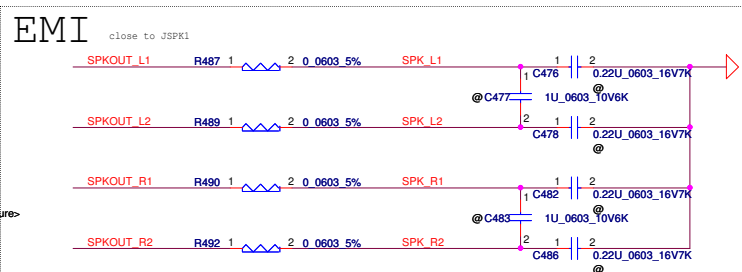 EMI close to JSPK1
SPKOUT_L1 R487 1 2 0_0603_5% SPK_L1 1 2
C476 0.22U_0603_16V7K
1 @
@ C477 1U_0603_10V6K
SPKOUT_L2 R489 1 2 0_0603_5% SPK_L2 2 1 2
C478 0.22U_0603_16V7K
@
SPKOUT_R1 R490 1 2 0_0603_5% SPK_R1 1 2
C482 0.22U_0603_16V7K
ure> 1 @
@ C483 1U_0603_10V6K
SPKOUT_R2 R492 1 2 0_0603_5% SPK_R2 2 1 2
C486 0.22U_0603_16V7K
@